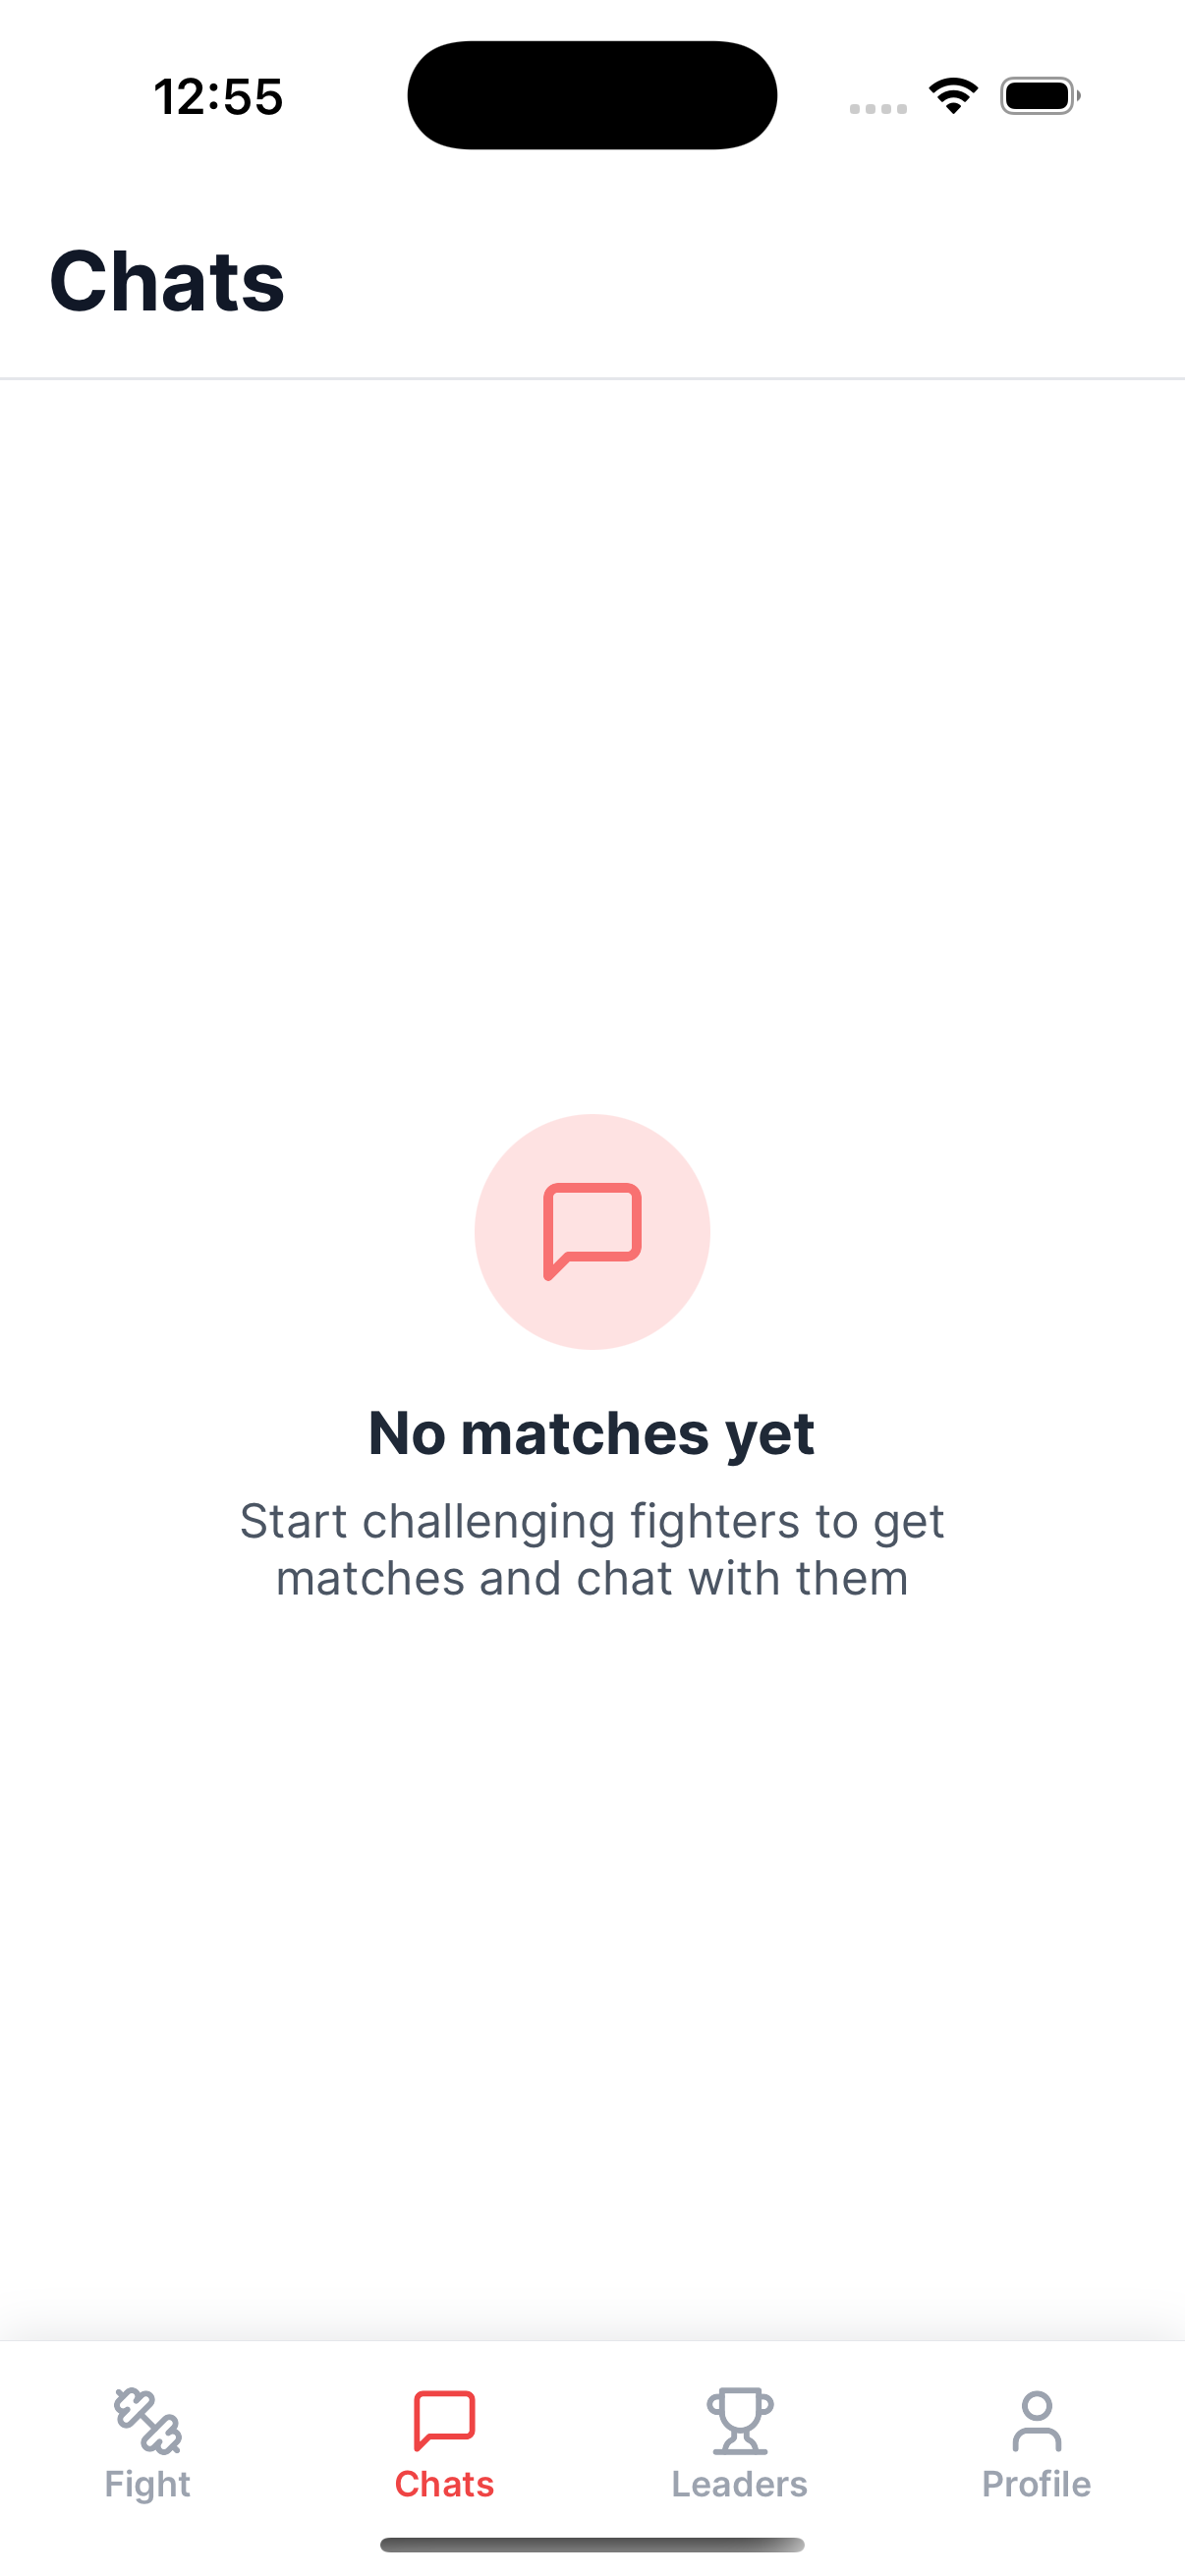 12:55
Chats
No matches yet
Start challenging fighters to get
matches and chat with them
Fight
Chats
Leaders
Profile